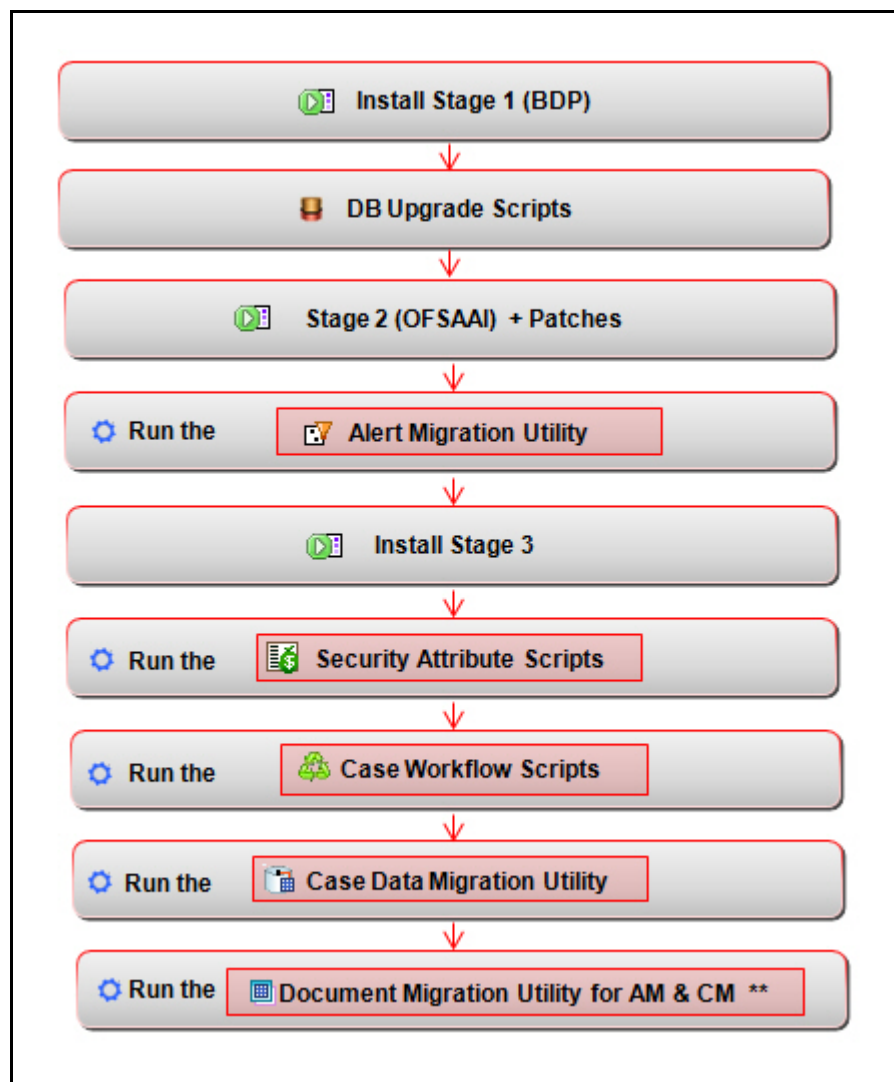 Install Stage 1 (BDP)
DB Upgrade Scripts
Stage 2 (OFSAAI) + Patches
Run the Alert Migration Utility
Install Stage 3
Run the Security Attribute Scripts
Run the Case Workflow Scripts
Run the Case Data Migration Utility
Run the Document Migration Utility for AM & CM **